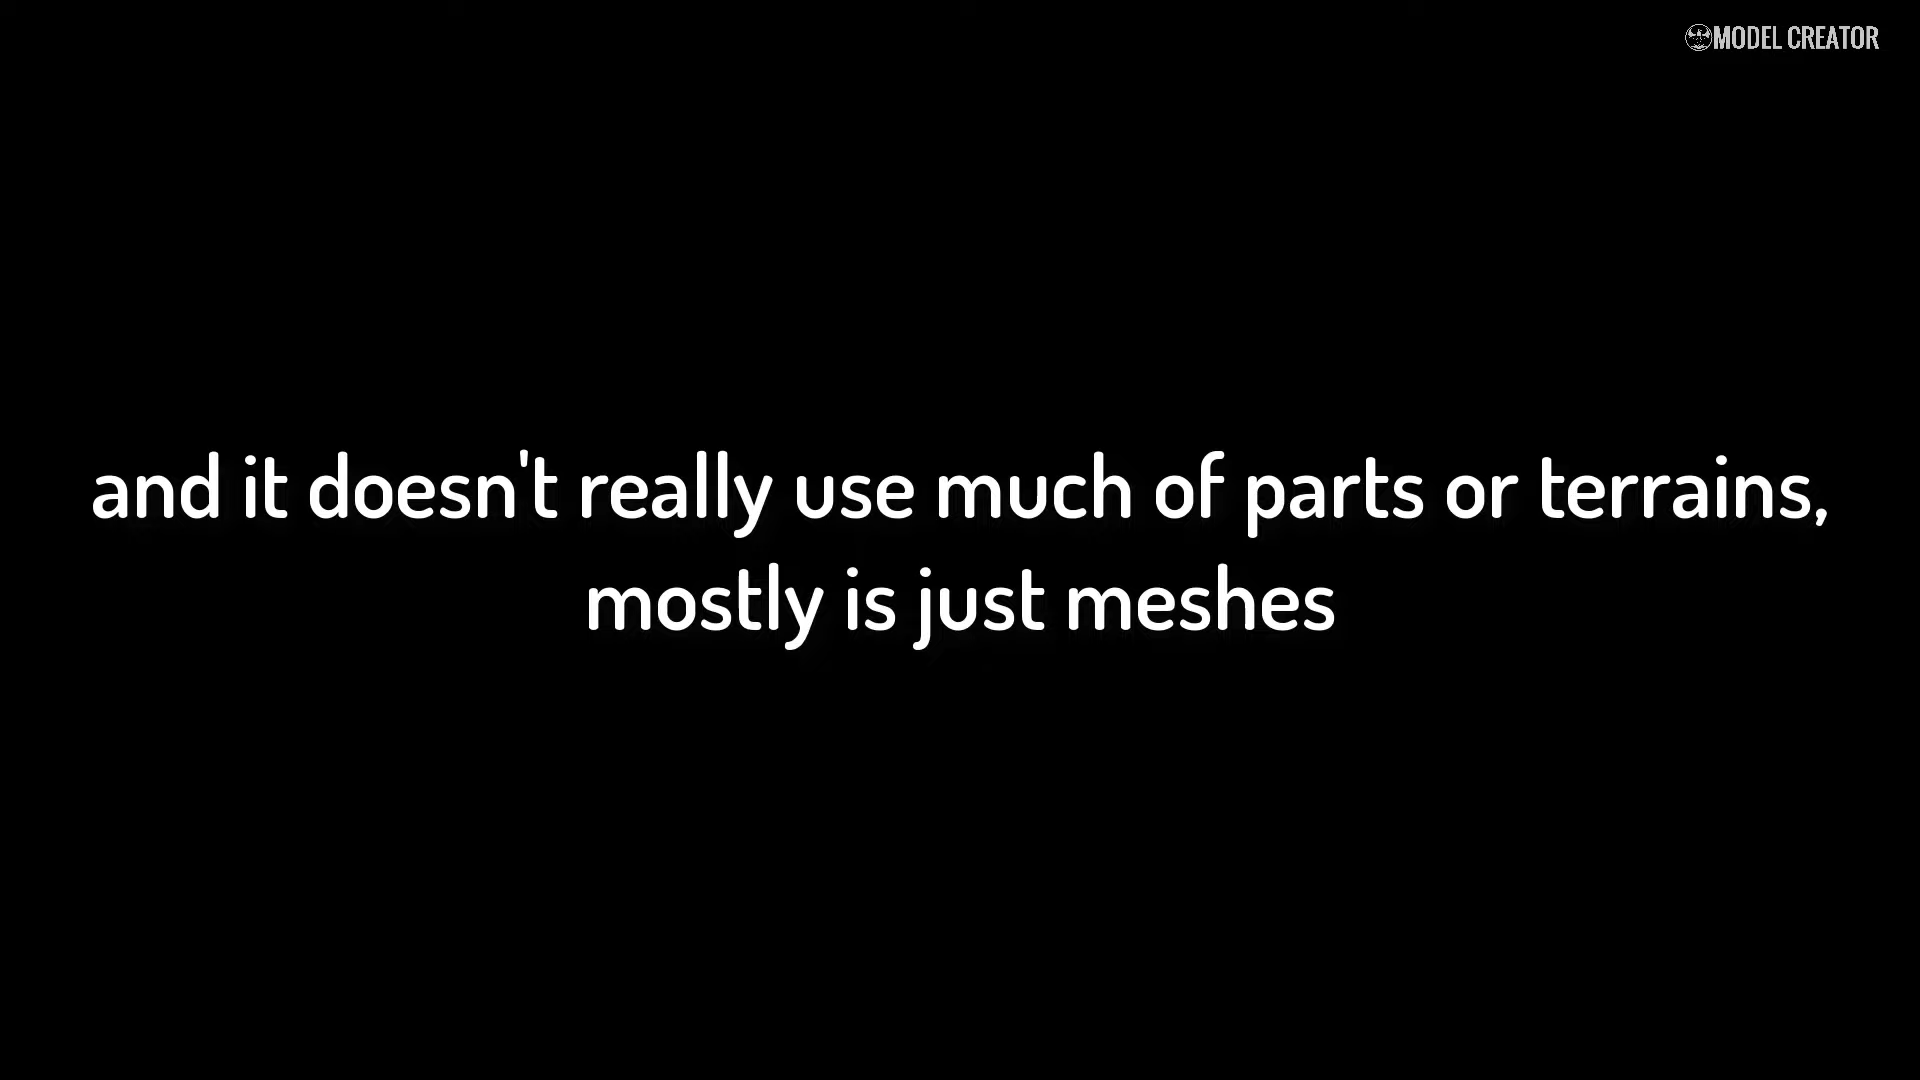 MODEL CREATOR
and it doesn't really use much of parts or terrains,
mostly is just meshes